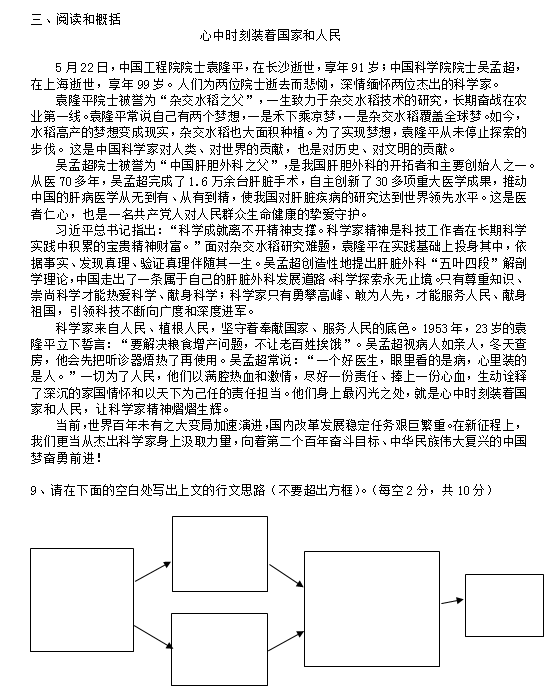 三、阅读和概括
心中时刻装着国家和人民
5月22日，中国工程院院士袁隆平，在长沙逝世，享年91岁；中国科学院院士吴孟超，
在上海逝世，享年99岁。人们为两位院士逝去而悲恸，深情缅怀两位杰出的科学家。
袁隆平院士被誉为“杂交水稻之父”，一生致力于杂交水稻技术的研究，长期奋战在农
业第一线。袁隆平常说自己有两个梦想，一是禾下乘凉梦，一是杂交水稻覆盖全球梦。如今，
水稻高产的梦想变成现实，杂交水稻也大面积种植。为了实现梦想，袁隆平从未停止探索的
步伐。这是中国科学家对人类、对世界的贡献，也是对历史、对文明的贡献。
吴孟超院士被誉为“中国肝胆外科之父”，是我国肝胆外科的开拓者和主要创始人之一。
从医70多年，吴孟超完成了1.6万余台肝脏手术，自主创新了30多项重大医学成果，推动
中国的肝病医学从无到有、从有到精，使我国对肝脏疾病的研究达到世界领先水平。这是医
者仁心，也是一名共产党人对人民群众生命健康的挚爱守护。
习近平总书记指出：“科学成就离不开精神支撑。科学家精神是科技工作者在长期科学
实践中积累的宝贵精神财富。”面对杂交水稻研究难题，袁隆平在实践基础上投身其中，依
据事实、发现真理、验证真理伴随其一生。吴孟超创造性地提出肝脏外科“五叶四段”解剖
学理论，中国走出了一条属于自己的肝脏外科发展道路。科学探索永无止境。只有尊重知识、
崇尚科学才能热爱科学、献身科学；科学家只有勇攀高峰、敢为人先，才能服务人民、献身
祖国，引领科技不断向广度和深度进军。
科学家来自人民、植根人民，坚守着奉献国家、服务人民的底色。1953年，23岁的袁
隆平立下誓言：“要解决粮食增产问题，不让老百姓挨饿”。吴孟超视病人如亲人，冬天查
房，他会先把听诊器焐热了再使用。吴孟超常说：“一个好医生，眼里看的是病，心里装的
是人。”一切为了人民，他们以满腔热血和激情，尽好一份责任、捧上一份心血，生动诠释
了深沉的家国情怀和以天下为己任的责任担当。他们身上最闪光之处，就是心中时刻装着国
家和人民，让科学家精神熠熠生辉。
当前，世界百年未有之大变局加速演进，国内改革发展稳定任务艰巨繁重。在新征程上，
我们更当从杰出科学家身上汲取力量，向着第二个百年奋斗目标、中华民族伟大复兴的中国
梦奋勇前进！
9、请在下面的空白处写出上文的行文思路（不要超出方框）。（每空2分，共10分）